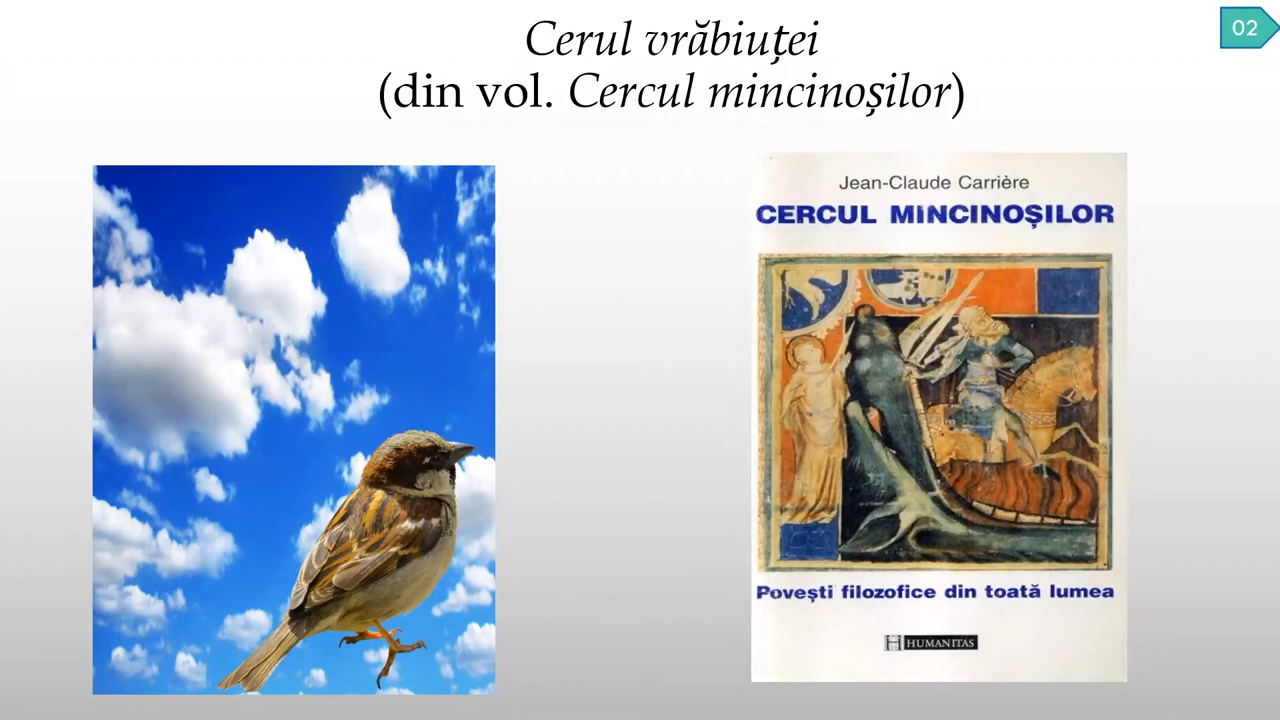 02
Cerul vrăbiuței
(din vol. Cercul mincinoșilor)
Jean-Claude Carrière
CERCUL MINCINOȘILOR
Povești filozofice din toată lumea
H HUMANITAS